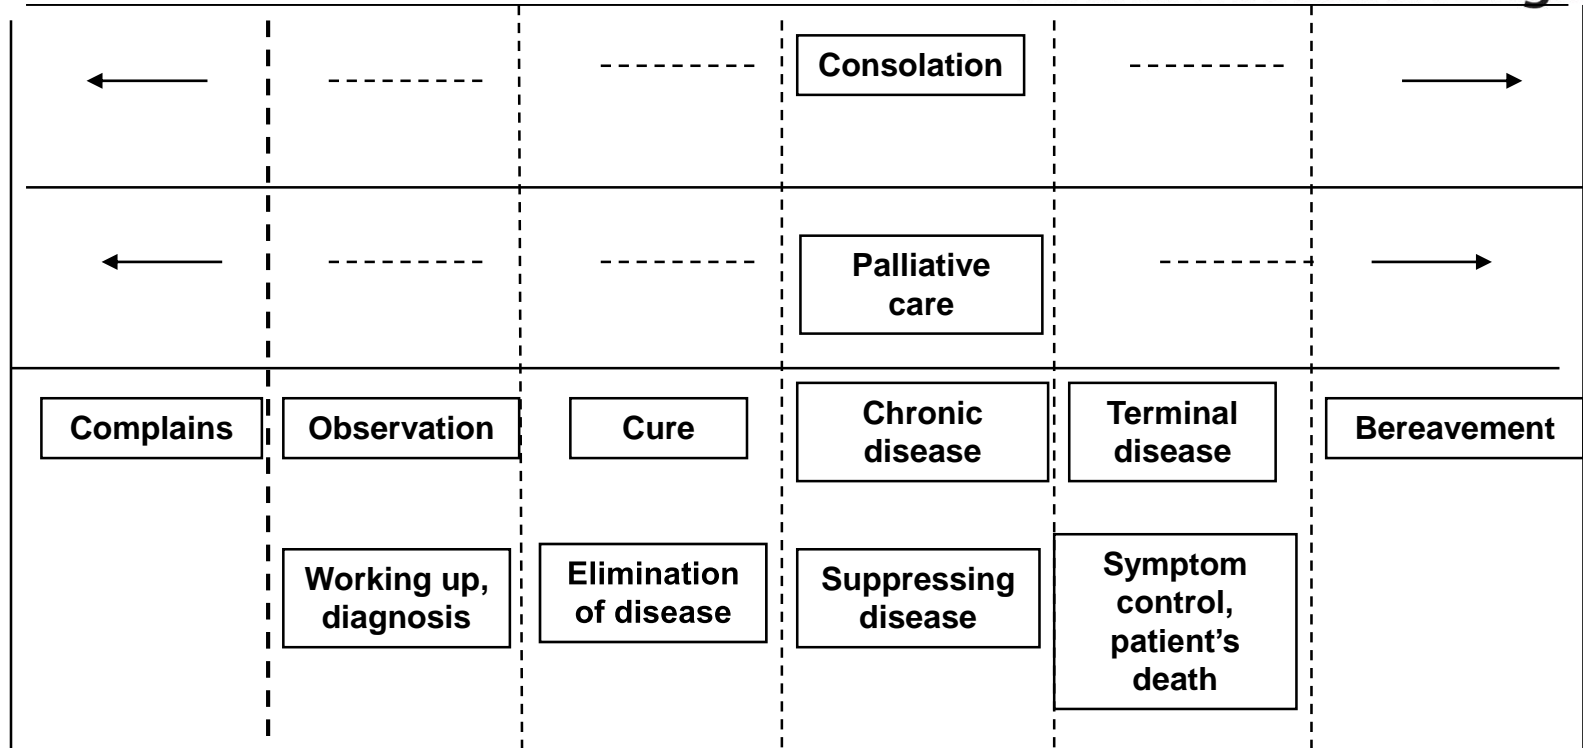 Consolation
Palliative
care
Complains
Observation
Cure
Chronic
disease
Terminal
disease
Bereavement
Working up,
diagnosis
Elimination
of disease
Suppressing
disease
Symptom
control,
patient's
death